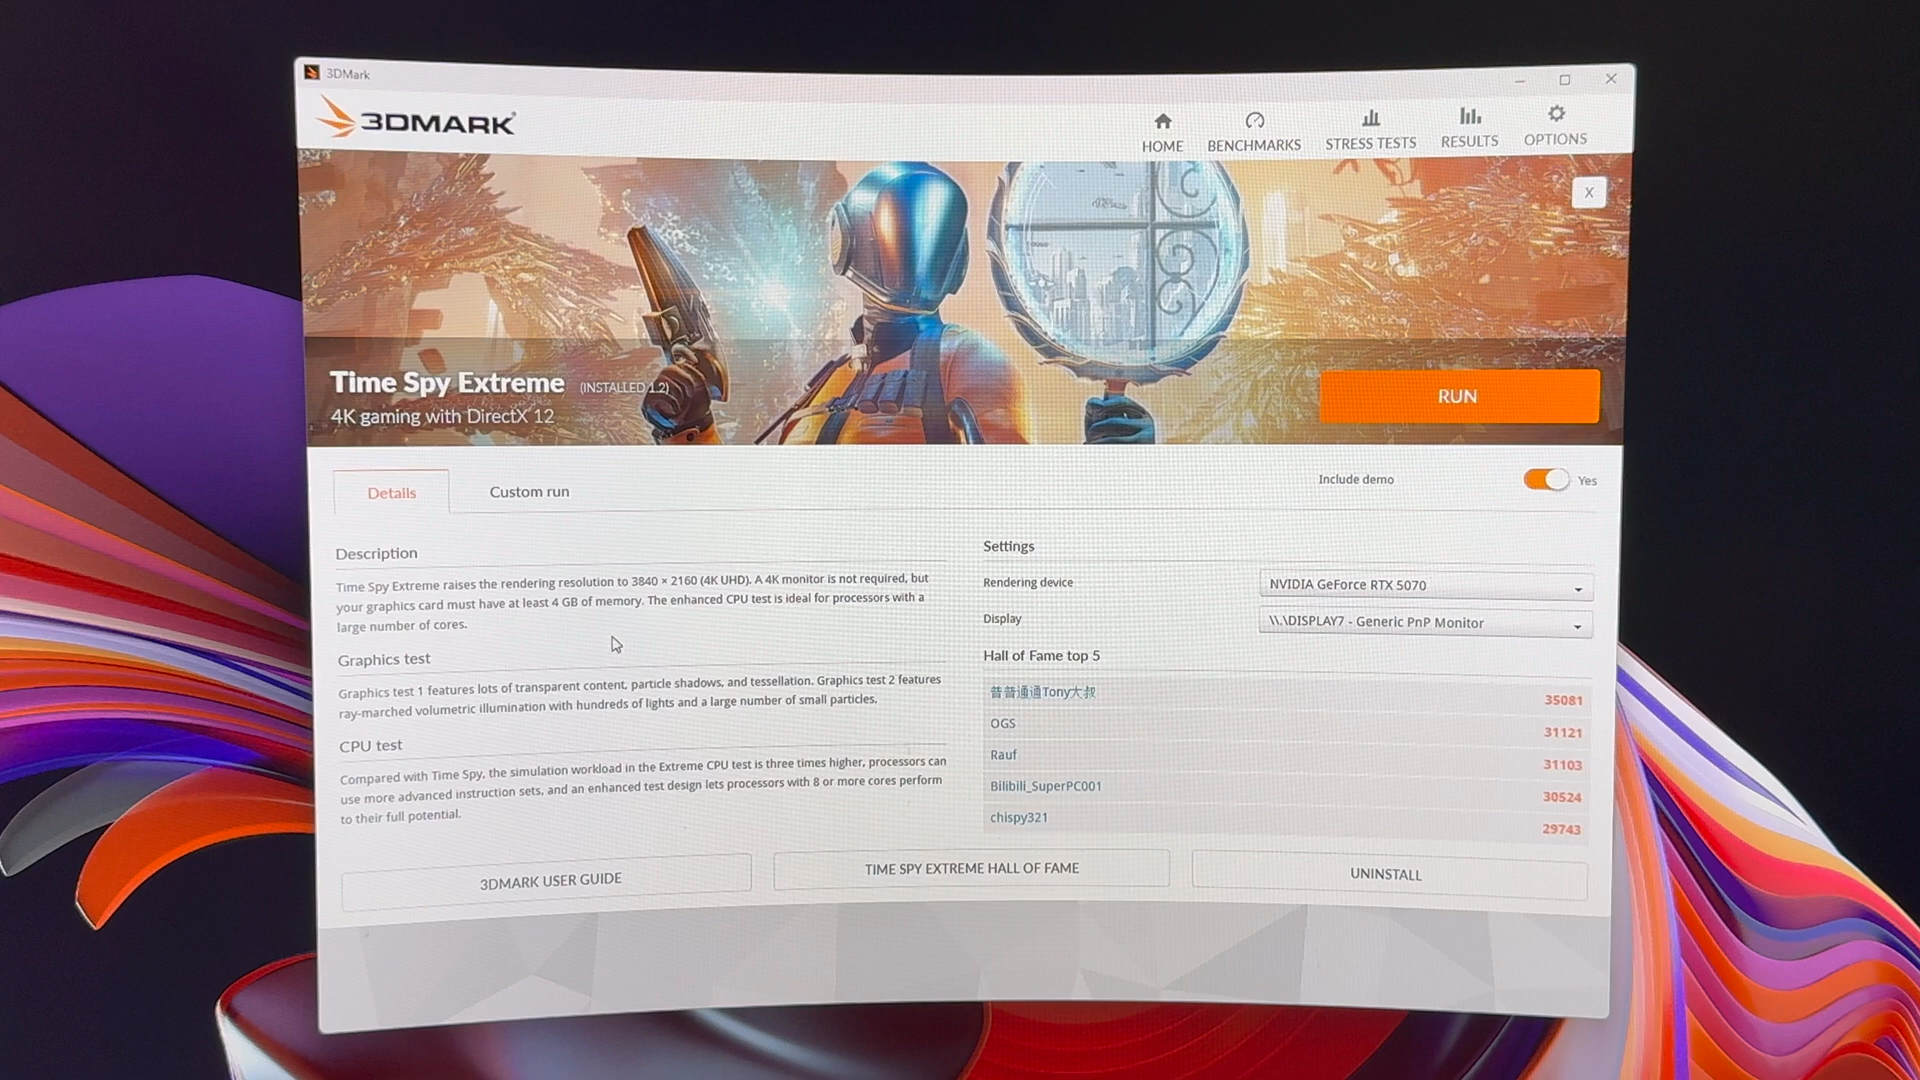 3DMark
3DMARK
HOME
BENCHMARKS
STRESS TESTS
RESULTS
OPTIONS
X
Time Spy Extreme (INSTALLED 1.2)
4K gaming with DirectX 12
RUN
Details
Custom run
Include demo
Yes
Description
Time Spy Extreme raises the rendering resolution to 3840 × 2160 (4K UHD). A 4K monitor is not required, but
your graphics card must have at least 4 GB of memory. The enhanced CPU test is ideal for processors with a
large number of cores.
Graphics test
Graphics test 1 features lots of transparent content, particle shadows, and tessellation. Graphics test 2 features
ray-marched volumetric illumination with hundreds of lights and a large number of small particles.
CPU test
Compared with Time Spy, the simulation workload in the Extreme CPU test is three times higher, processors can
use more advanced instruction sets, and an enhanced test design lets processors with 8 or more cores perform
to their full potential.
Settings
Rendering device
NVIDIA GeForce RTX 5070
Display
\\.\DISPLAY7 - Generic PnP Monitor
Hall of Fame top 5
普普通通Tony大叔 35081
OGS 31121
Rauf 31103
Bilibili_SuperPC001 30524
chispy321 29743
3DMARK USER GUIDE
TIME SPY EXTREME HALL OF FAME
UNINSTALL